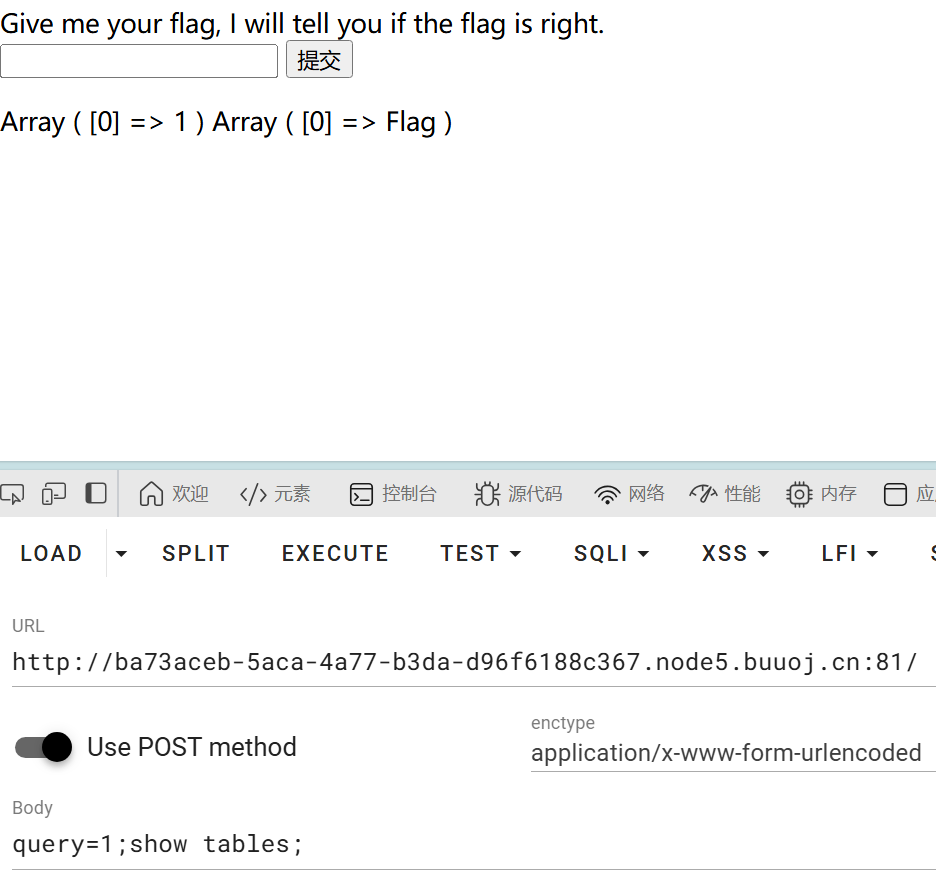 Give me your flag, I will tell you if the flag is right.
提交
Array ( [0] => 1 ) Array ( [0] => Flag )
欢迎 元素 控制台 源代码 网络 性能 内存 应
LOAD SPLIT EXECUTE TEST SQLI XSS LFI
URL
http://ba73aceb-5aca-4a77-b3da-d96f6188c367.node5.buuoj.cn:81/
Use POST method
enctype
application/x-www-form-urlencoded
Body
query=1;show tables;